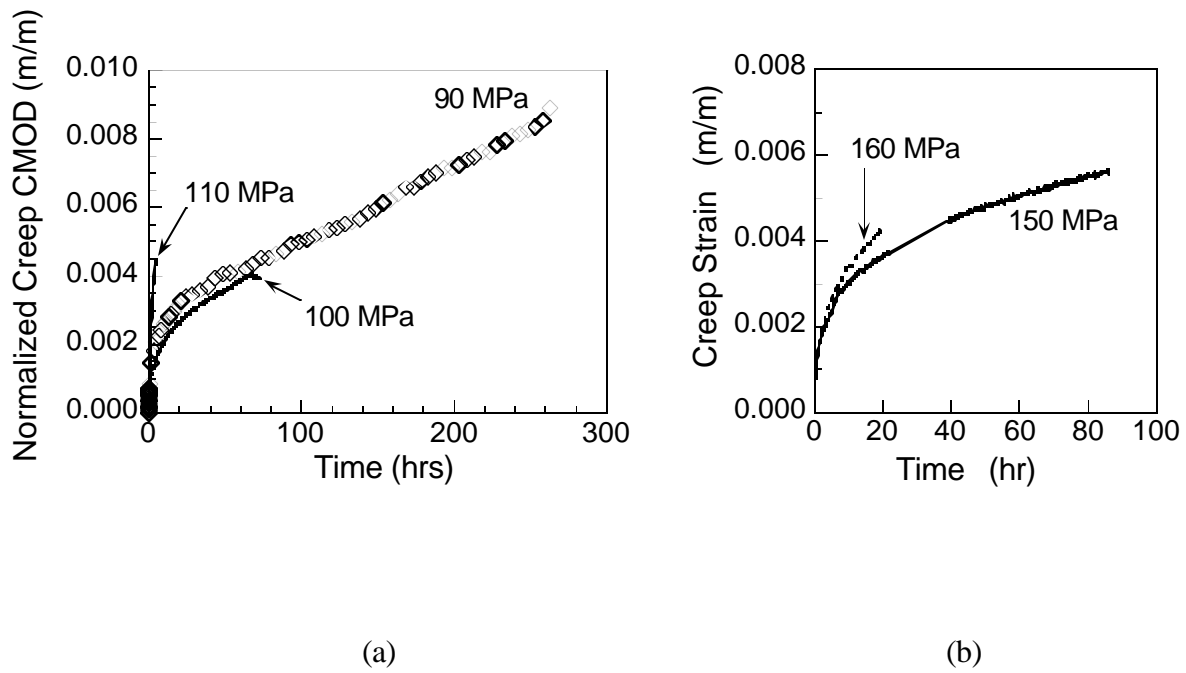 Normalized Creep CMOD (m/m)
0.010
0.008
0.006
0.004
0.002
0.000
90 MPa
110 MPa
100 MPa
0
100
200
300
Time (hrs)
(a)
Creep Strain (m/m)
0.008
0.006
0.004
0.002
0.000
160 MPa
150 MPa
0
20
40
60
80
100
Time (hr)
(b)